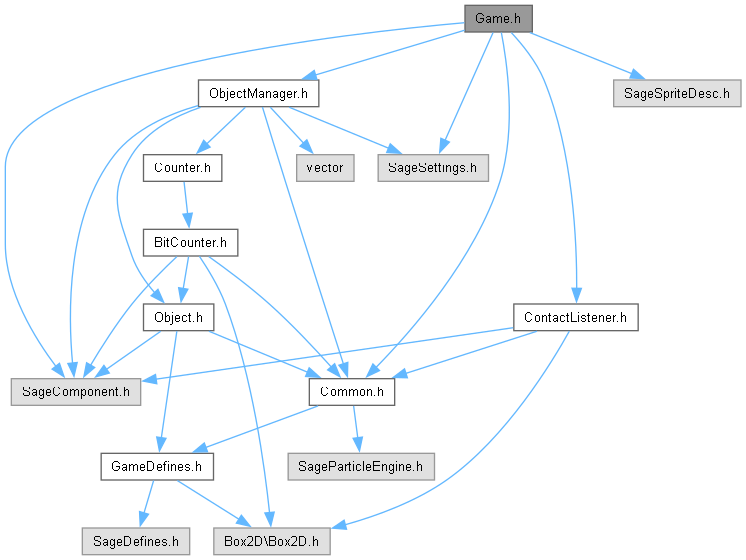 Game.h
ObjectManager.h
SageSpriteDesc.h
Counter.h
vector
SageSettings.h
BitCounter.h
Object.h
ContactListener.h
SageComponent.h
Common.h
GameDefines.h
SageParticleEngine.h
SageDefines.h
Box2D\Box2D.h